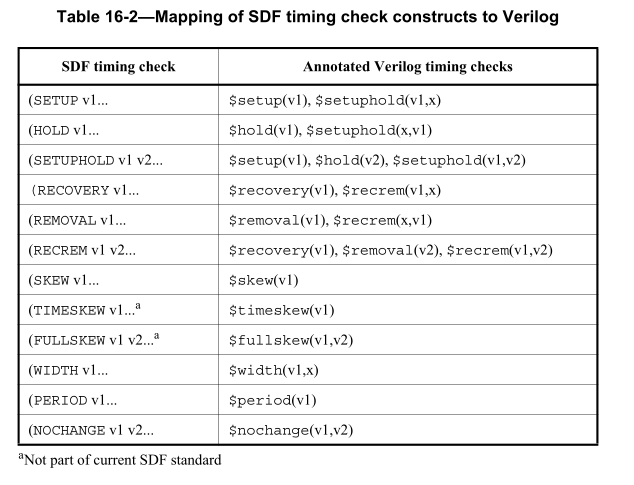 Table 16-2—Mapping of SDF timing check constructs to Verilog
SDF timing check Annotated Verilog timing checks
(SETUP v1... $setup(v1), $setuphold(v1,x)
(HOLD v1... $hold(v1), $setuphold(x,v1)
(SETUPHOLD v1 v2... $setup(v1), $hold(v2), $setuphold(v1,v2)
(RECOVERY v1... $recovery(v1), $recrem(v1,x)
(REMOVAL v1... $removal(v1), $recrem(x,v1)
(RECREM v1 v2... $recovery(v1), $removal(v2), $recrem(v1,v2)
(SKEW v1... $skew(v1)
(TIMESKEW v1...a $timeskew(v1)
(FULLSKEW v1 v2...a $fullskew(v1,v2)
(WIDTH v1... $width(v1,x)
(PERIOD v1... $period(v1)
(NOCHANGE v1 v2... $nochange(v1,v2)
aNot part of current SDF standard